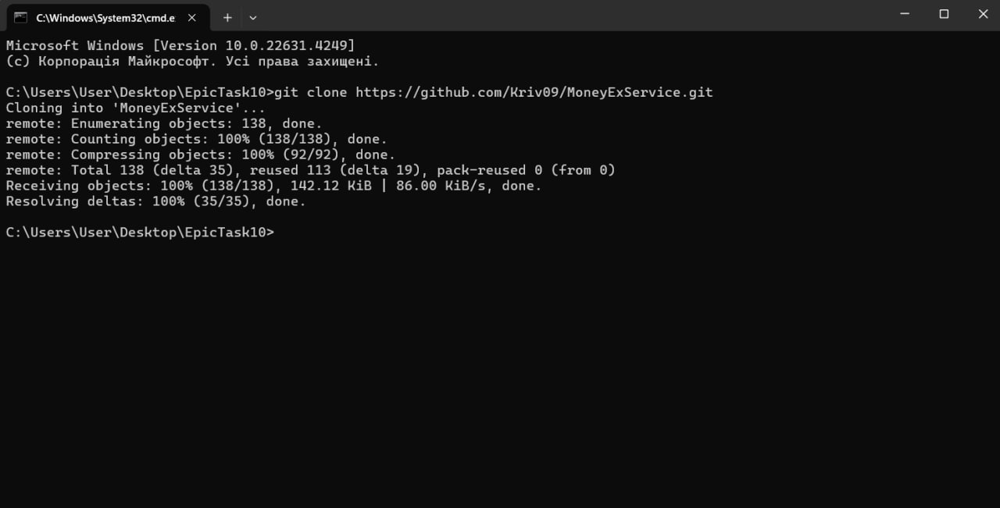 C:\Windows\System32\cmd.e
Microsoft Windows [Version 10.0.22631.4249]
(c) Корпорація Майкрософт. Усі права захищені.
C:\Users\User\Desktop\EpicTask10>git clone https://github.com/Kriv09/MoneyExService.git
Cloning into 'MoneyExService'...
remote: Enumerating objects: 138, done.
remote: Counting objects: 100% (138/138), done.
remote: Compressing objects: 100% (92/92), done.
remote: Total 138 (delta 35), reused 113 (delta 19), pack-reused 0 (from 0)
Receiving objects: 100% (138/138), 142.12 KiB | 86.00 KiB/s, done.
Resolving deltas: 100% (35/35), done.
C:\Users\User\Desktop\EpicTask10>